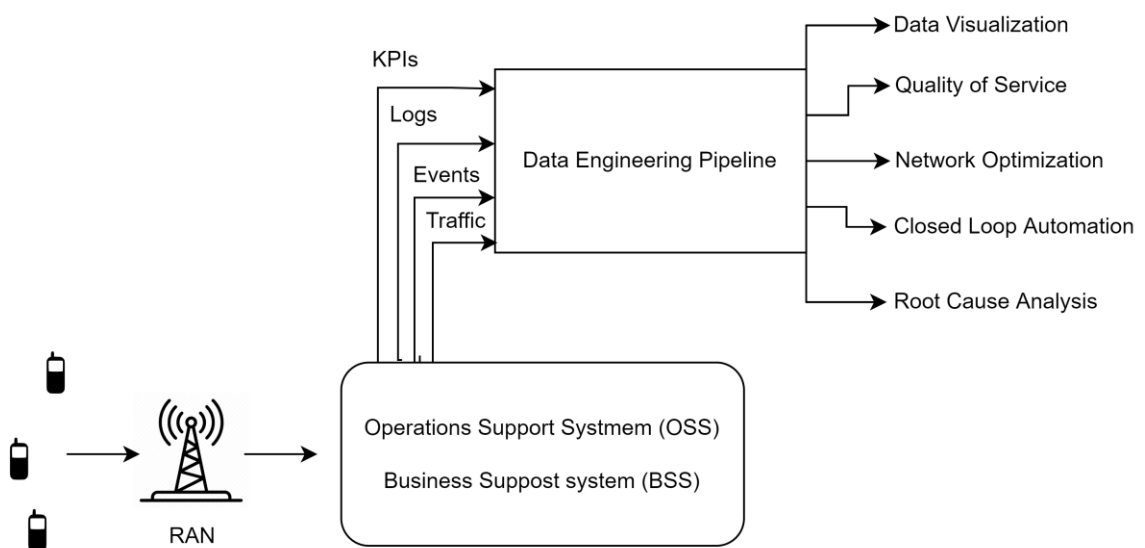 Data Visualization
KPIs
Quality of Service
Logs
Data Engineering Pipeline
Network Optimization
Events
Traffic
Closed Loop Automation
Root Cause Analysis
Operations Support Systmem (OSS)
Business Suppost system (BSS)
RAN